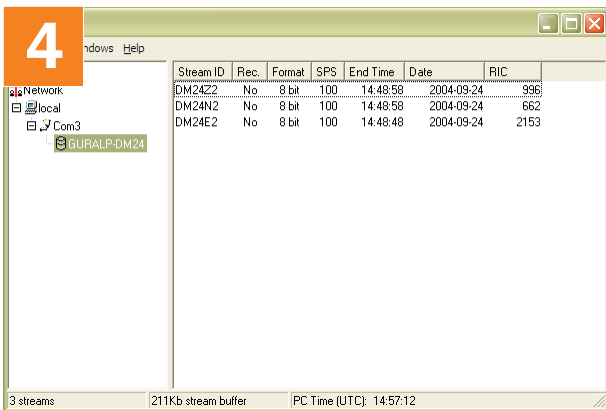 4
ndows Help
Stream ID Rec. Format SPS End Time Date RIC
Network
DM24Z2 No 8 bit 100 14:48:58 2004-09-24 996
local
DM24N2 No 8 bit 100 14:48:58 2004-09-24 662
Com3
DM24E2 No 8 bit 100 14:48:48 2004-09-24 2153
GURALP-DM24
3 streams 211Kb stream buffer PC Time (UTC): 14:57:12